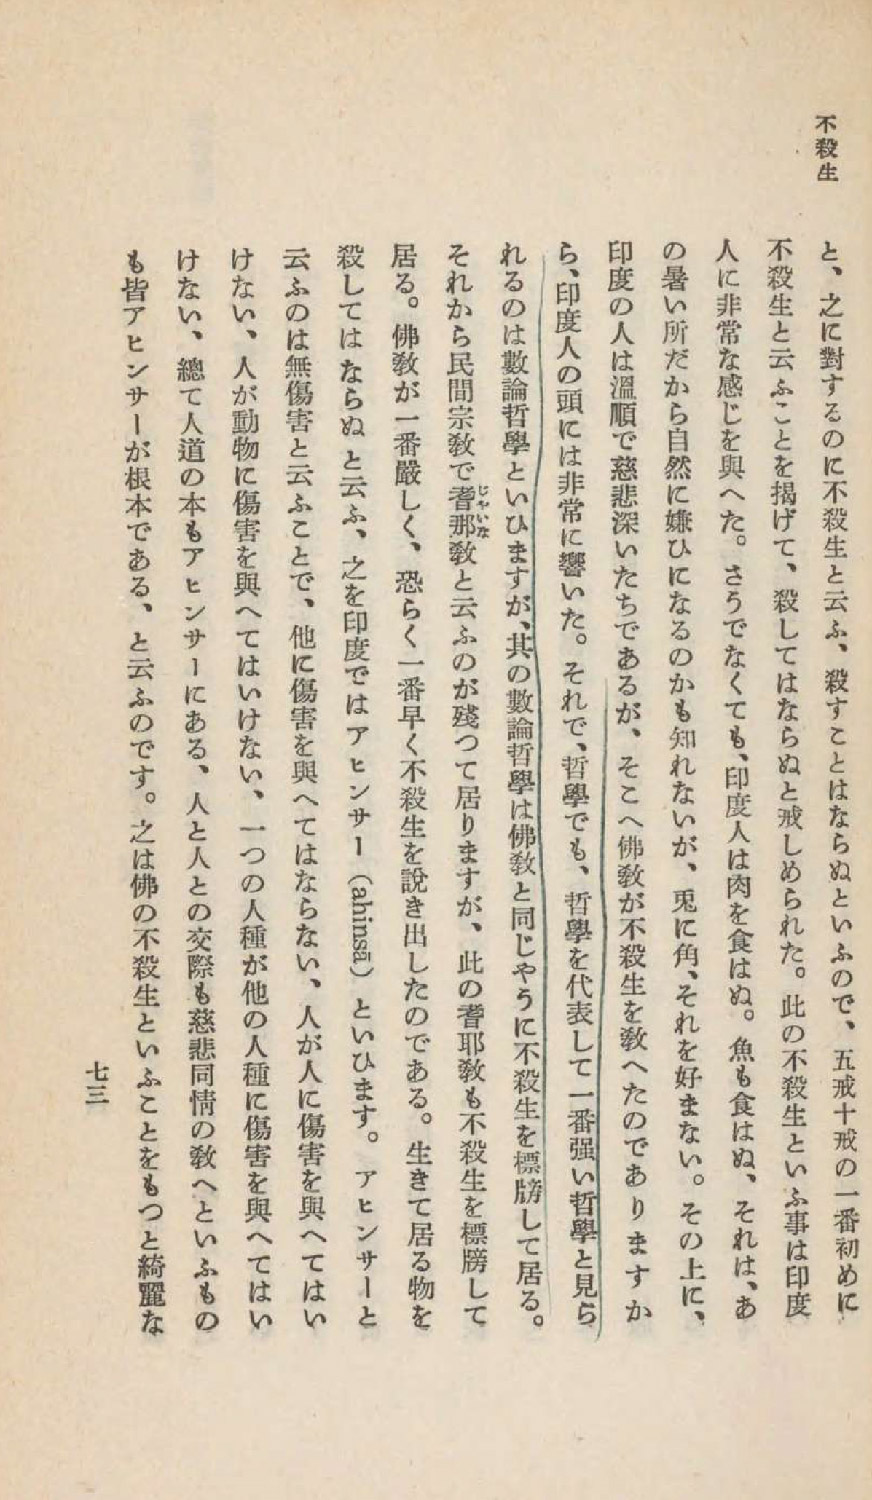 不殺生
と、之に對するのに不殺生と云ふ、殺すことはならぬといふので、五戒十戒の一番初めに
不殺生と云ふことを揭げて、殺してはならぬと戒しめられた。此の不殺生といふ事は印度
人に非常な感じを與へた。さうでなくても、印度人は肉を食はぬ。魚も食はぬ、それは、あ
の暑い所だから自然に嫌ひになるのかも知れないが、兎に角、それを好まない。その上に、
印度の人は溫順で慈悲深いたちであるが、そこへ佛敎が不殺生を敎へたのでありますか
ら、印度人の頭には非常に響いた。それで、哲學でも、哲學を代表して一番强い哲學と見ら
れるのは數論哲學といひますが、其の數論哲學は佛敎と同じやうに不殺生を標牓して居る。
それから民間宗敎で耆那敎と云ふのが殘つて居りますが、此の耆耶敎も不殺生を標牓して
じやいな
居る。佛敎が一番嚴しく、恐らく一番早く不殺生を說き出したのである。生きて居る物を
殺してはならぬと云ふ、之を印度ではアヒンサー（ahinsā）といひます。アヒンサーと
云ふのは無傷害と云ふことで、他に傷害を與へてはならない、人が人に傷害を與へてはい
けない、人が動物に傷害を與へてはいけない、一つの人種が他の人種に傷害を與へてはい
けない、總て人道の本もアヒンサーにある、人と人との交際も慈悲同情の敎へといふもの
も皆アヒンサーが根本である、と云ふのです。之は佛の不殺生といふことをもつと綺麗な
七三